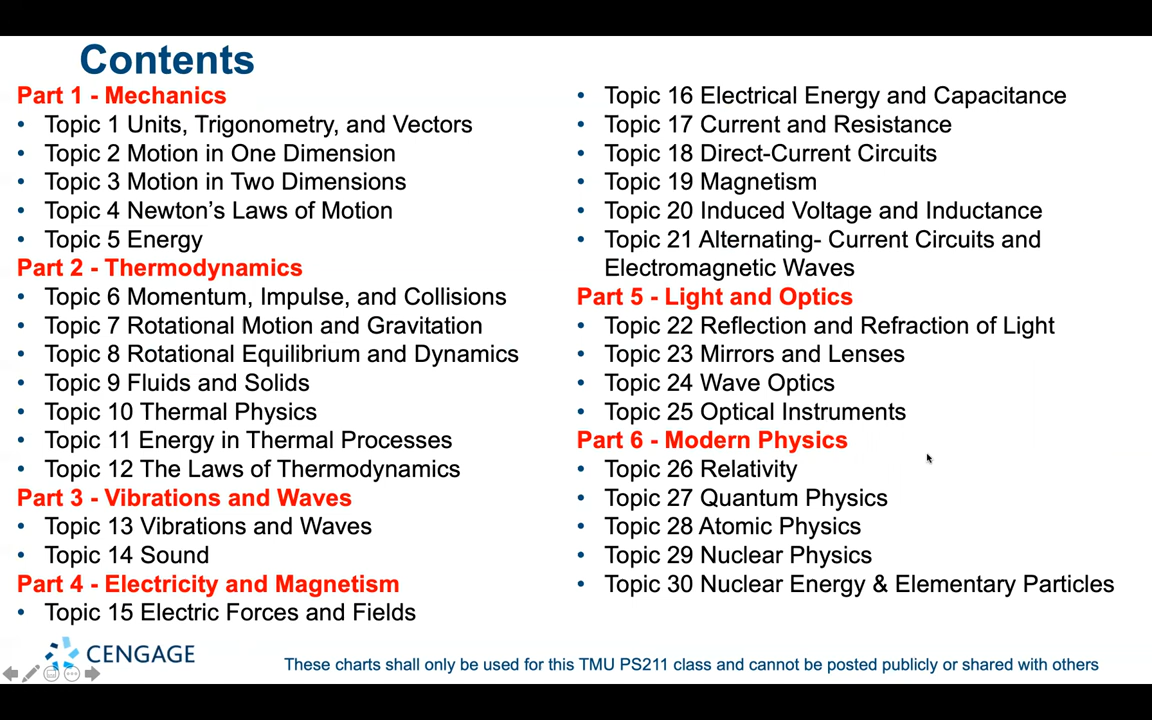 Contents
Part 1 - Mechanics
• Topic 1 Units, Trigonometry, and Vectors
• Topic 2 Motion in One Dimension
• Topic 3 Motion in Two Dimensions
• Topic 4 Newton's Laws of Motion
• Topic 5 Energy
Part 2 - Thermodynamics
• Topic 6 Momentum, Impulse, and Collisions
• Topic 7 Rotational Motion and Gravitation
• Topic 8 Rotational Equilibrium and Dynamics
• Topic 9 Fluids and Solids
• Topic 10 Thermal Physics
• Topic 11 Energy in Thermal Processes
• Topic 12 The Laws of Thermodynamics
Part 3 - Vibrations and Waves
• Topic 13 Vibrations and Waves
• Topic 14 Sound
Part 4 - Electricity and Magnetism
• Topic 15 Electric Forces and Fields
• Topic 16 Electrical Energy and Capacitance
• Topic 17 Current and Resistance
• Topic 18 Direct-Current Circuits
• Topic 19 Magnetism
• Topic 20 Induced Voltage and Inductance
• Topic 21 Alternating- Current Circuits and
Electromagnetic Waves
Part 5 - Light and Optics
• Topic 22 Reflection and Refraction of Light
• Topic 23 Mirrors and Lenses
• Topic 24 Wave Optics
• Topic 25 Optical Instruments
Part 6 - Modern Physics
• Topic 26 Relativity
• Topic 27 Quantum Physics
• Topic 28 Atomic Physics
• Topic 29 Nuclear Physics
• Topic 30 Nuclear Energy & Elementary Particles
CENGAGE
These charts shall only be used for this TMU PS211 class and cannot be posted publicly or shared with others